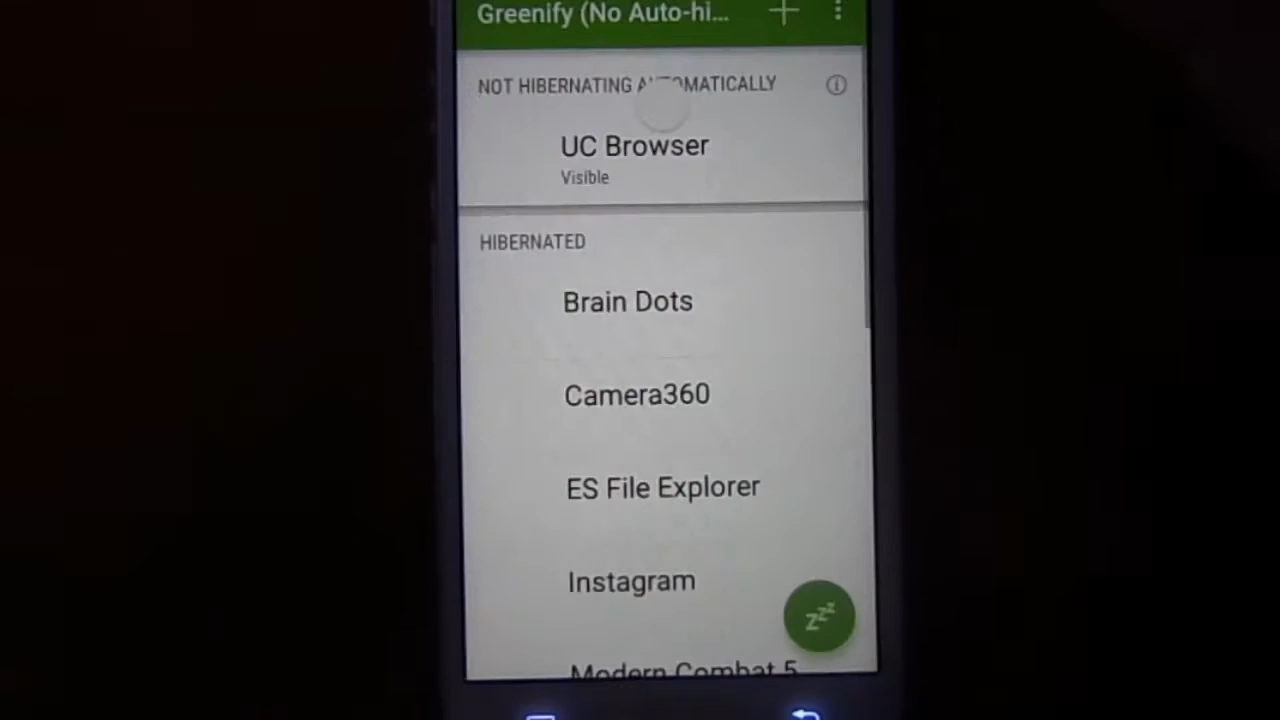 Greenify (No Auto-hi...
NOT HIBERNATING AUTOMATICALLY
UC Browser
Visible
HIBERNATED
Brain Dots
Camera360
ES File Explorer
Instagram
zzz
Modern Combat 5